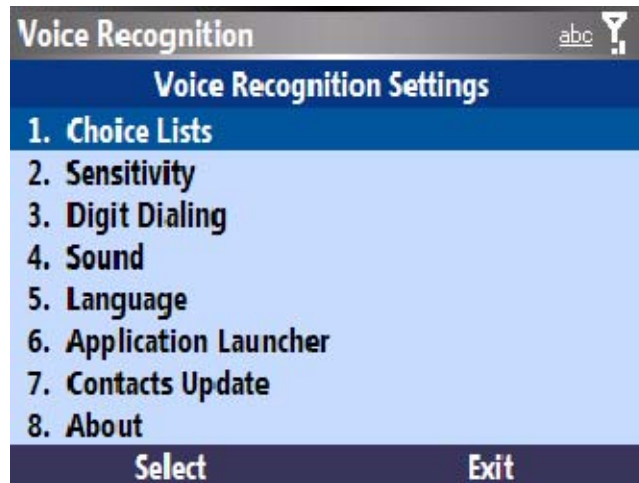 Voice Recognition abc
Voice Recognition Settings
1. Choice Lists
2. Sensitivity
3. Digit Dialing
4. Sound
5. Language
6. Application Launcher
7. Contacts Update
8. About
Select Exit